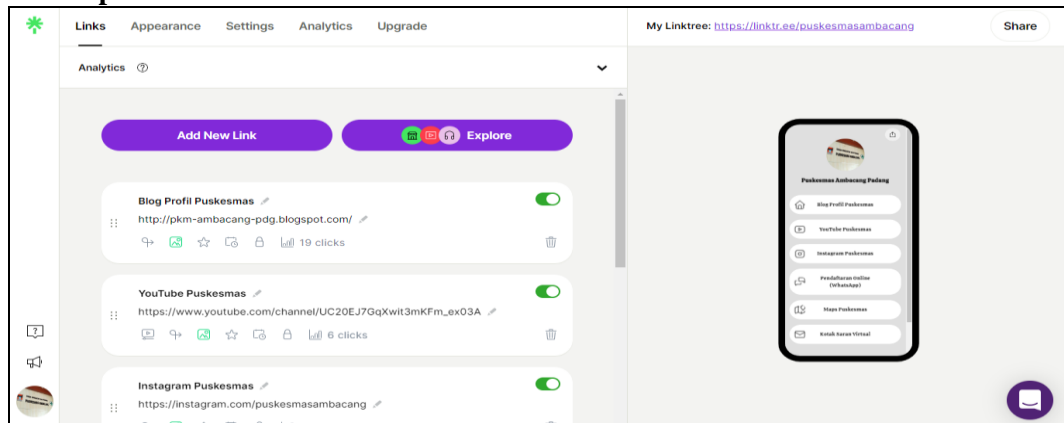 Links Appearance Settings Analytics Upgrade
My Linktree: https://linktr.ee/puskesmasambacang
Share
Analytics ?
Add New Link
Explore
Blog Profil Puskesmas
http://pkm-ambacang-pdg.blogspot.com/
19 clicks
YouTube Puskesmas
https://www.youtube.com/channel/UC20EJ7GqXwit3mKFm_ex03A
6 clicks
Instagram Puskesmas
https://instagram.com/puskesmasambacang
Puskesmas Ambacang Padang
Blog Profil Puskesmas
YouTube Puskesmas
Instagram Puskesmas
Pendaftaran Online
(WhatsApp)
Maps Puskesmas
Kotak Saran Virtual